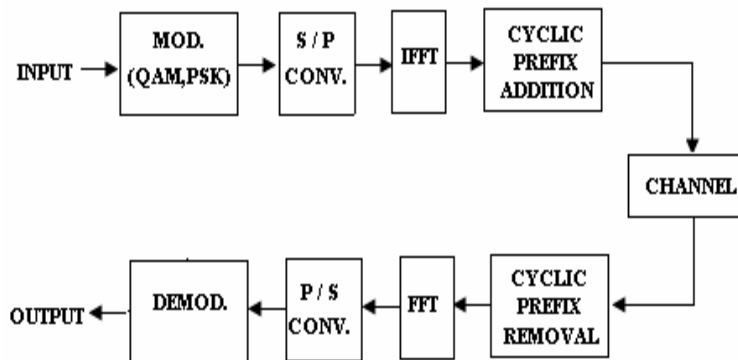 INPUT
MOD.
(QAM,PSK)
S / P
CONV.
IFFT
CYCLIC
PREFIX
ADDITION
CHANNEL
CYCLIC
PREFIX
REMOVAL
FFT
P / S
CONV.
DEMOD.
OUTPUT